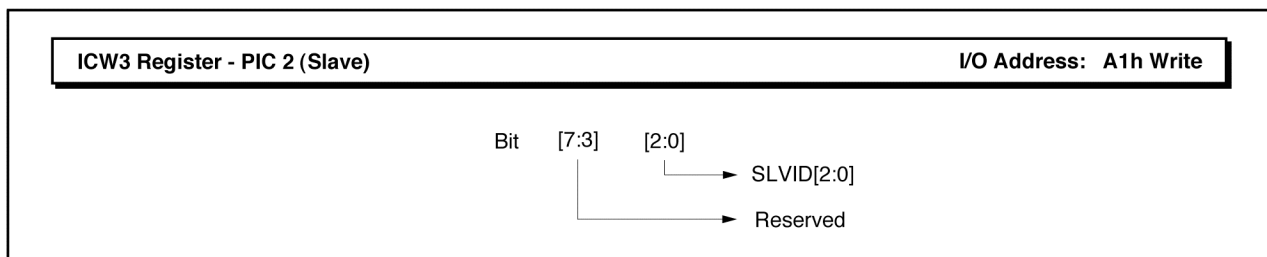 ICW3 Register - PIC 2 (Slave) I/O Address: A1h Write
Bit [7:3] [2:0]
SLVID[2:0]
Reserved